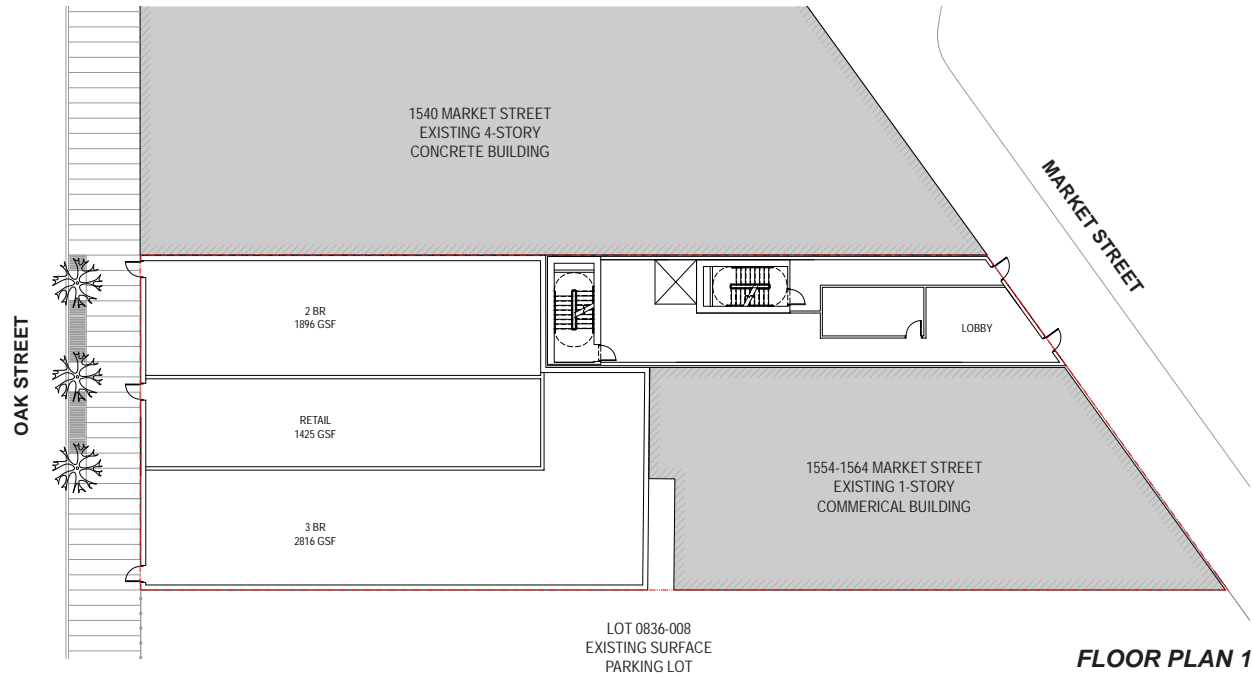 1540 MARKET STREET
EXISTING 4-STORY
CONCRETE BUILDING
MARKET STREET
OAK STREET
2 BR
1896 GSF
LOBBY
RETAIL
1425 GSF
1554-1564 MARKET STREET
EXISTING 1-STORY
COMMERICAL BUILDING
3 BR
2816 GSF
LOT 0836-008
EXISTING SURFACE
PARKING LOT
FLOOR PLAN 1